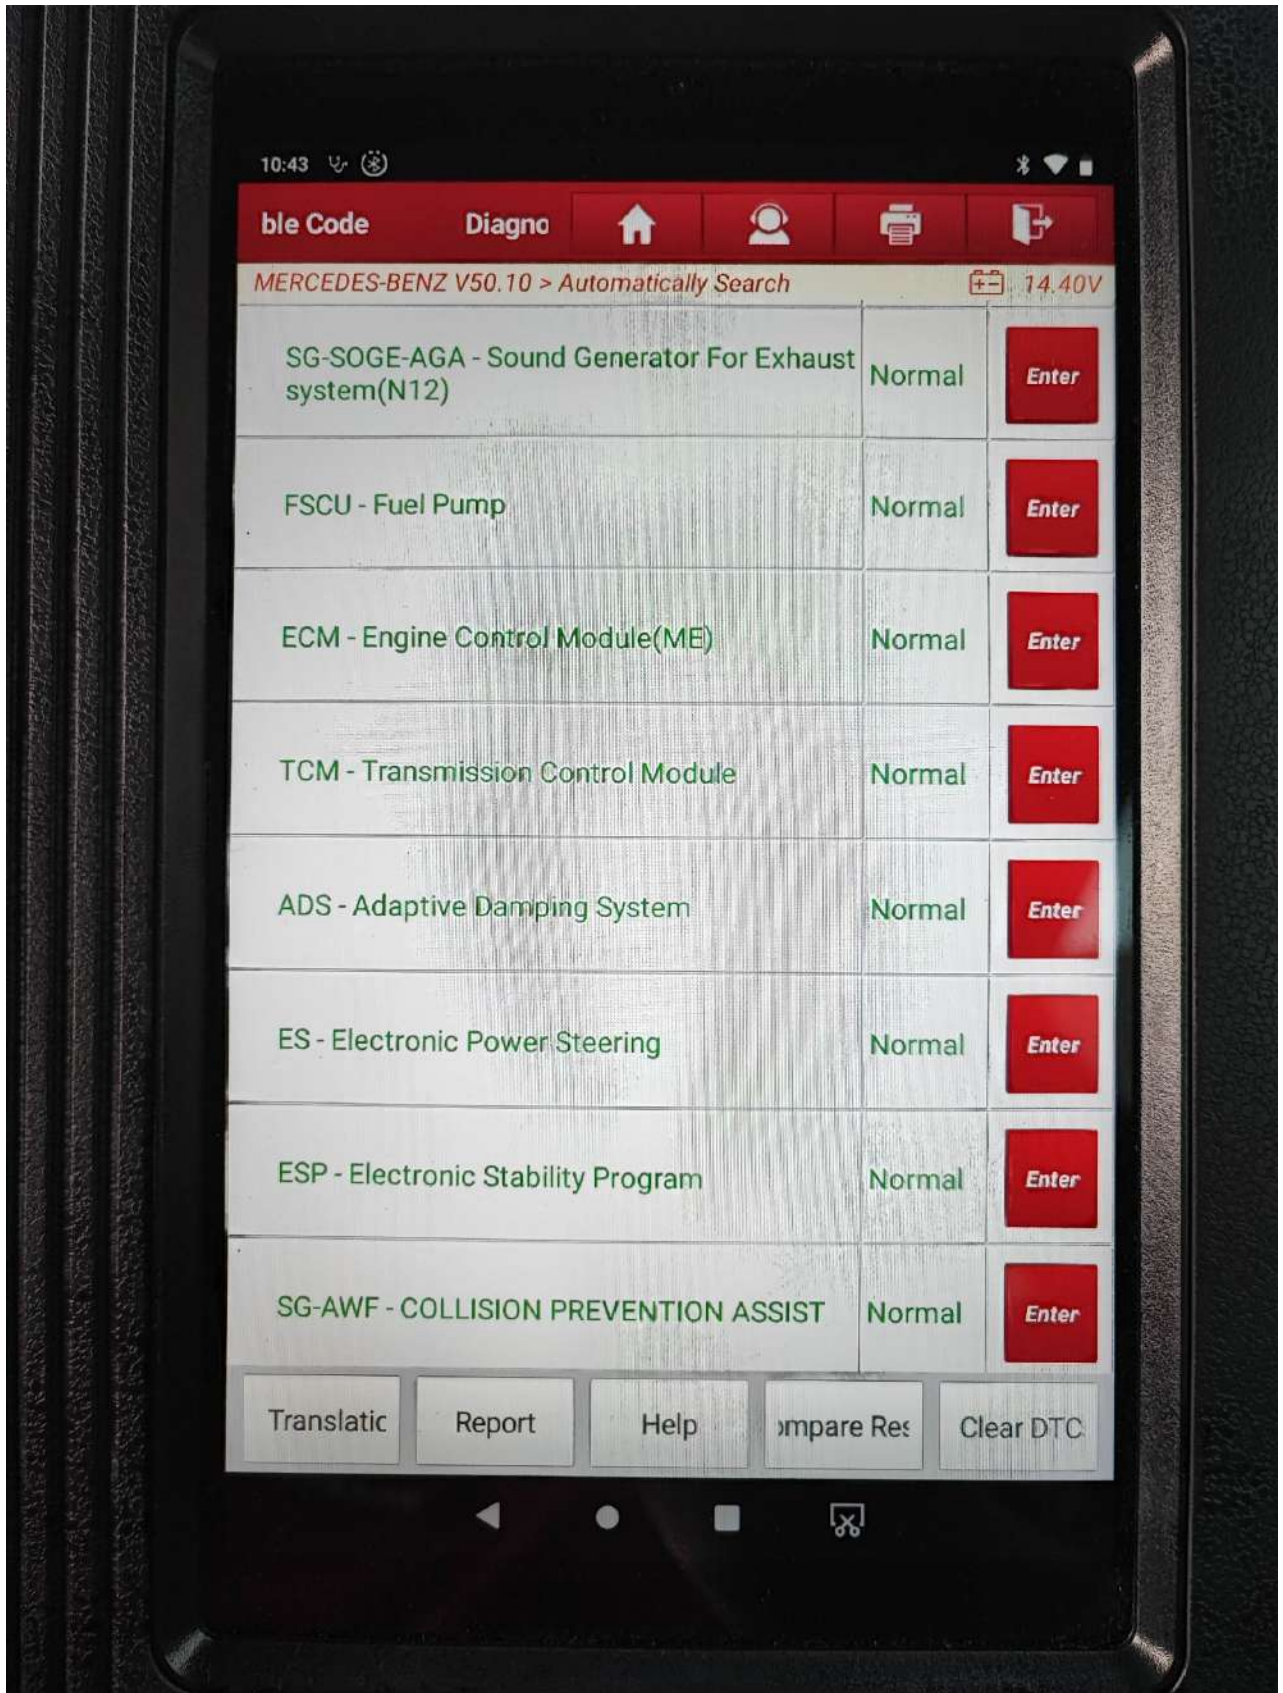 10:43
ble Code Diagno
MERCEDES-BENZ V50.10 > Automatically Search 14.40V
SG-SOGE-AGA - Sound Generator For Exhaust
system(N12) Normal Enter
FSCU - Fuel Pump Normal Enter
ECM - Engine Control Module(ME) Normal Enter
TCM - Transmission Control Module Normal Enter
ADS - Adaptive Damping System Normal Enter
ES - Electronic Power Steering Normal Enter
ESP - Electronic Stability Program Normal Enter
SG-AWF - COLLISION PREVENTION ASSIST Normal Enter
Translatic Report Help ompare Res Clear DTC